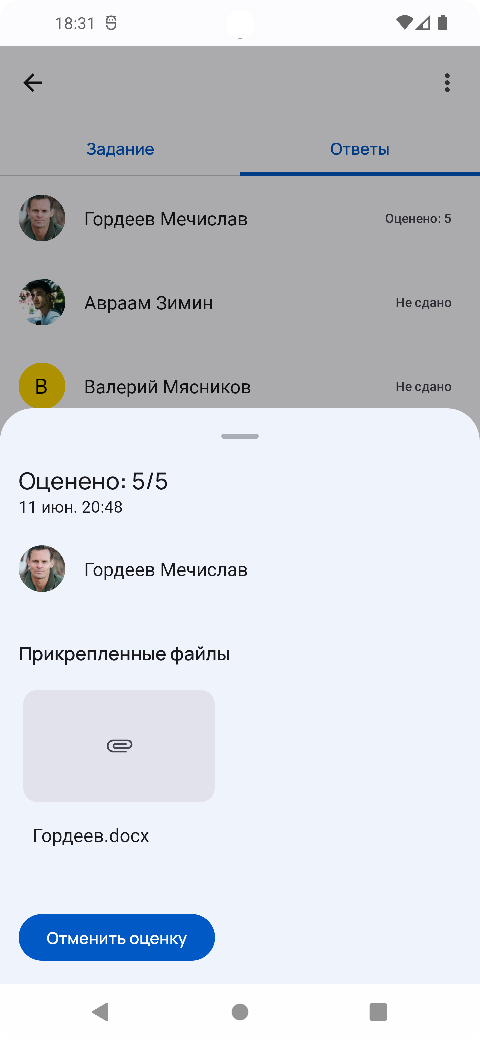 18:31
Задание
Ответы
Гордеев Мечислав
Оценено: 5
Авраам Зимин
Не сдано
В
Валерий Мясников
Не сдано
Оценено: 5/5
11 июн. 20:48
Гордеев Мечислав
Прикрепленные файлы
Гордеев.docx
Отменить оценку